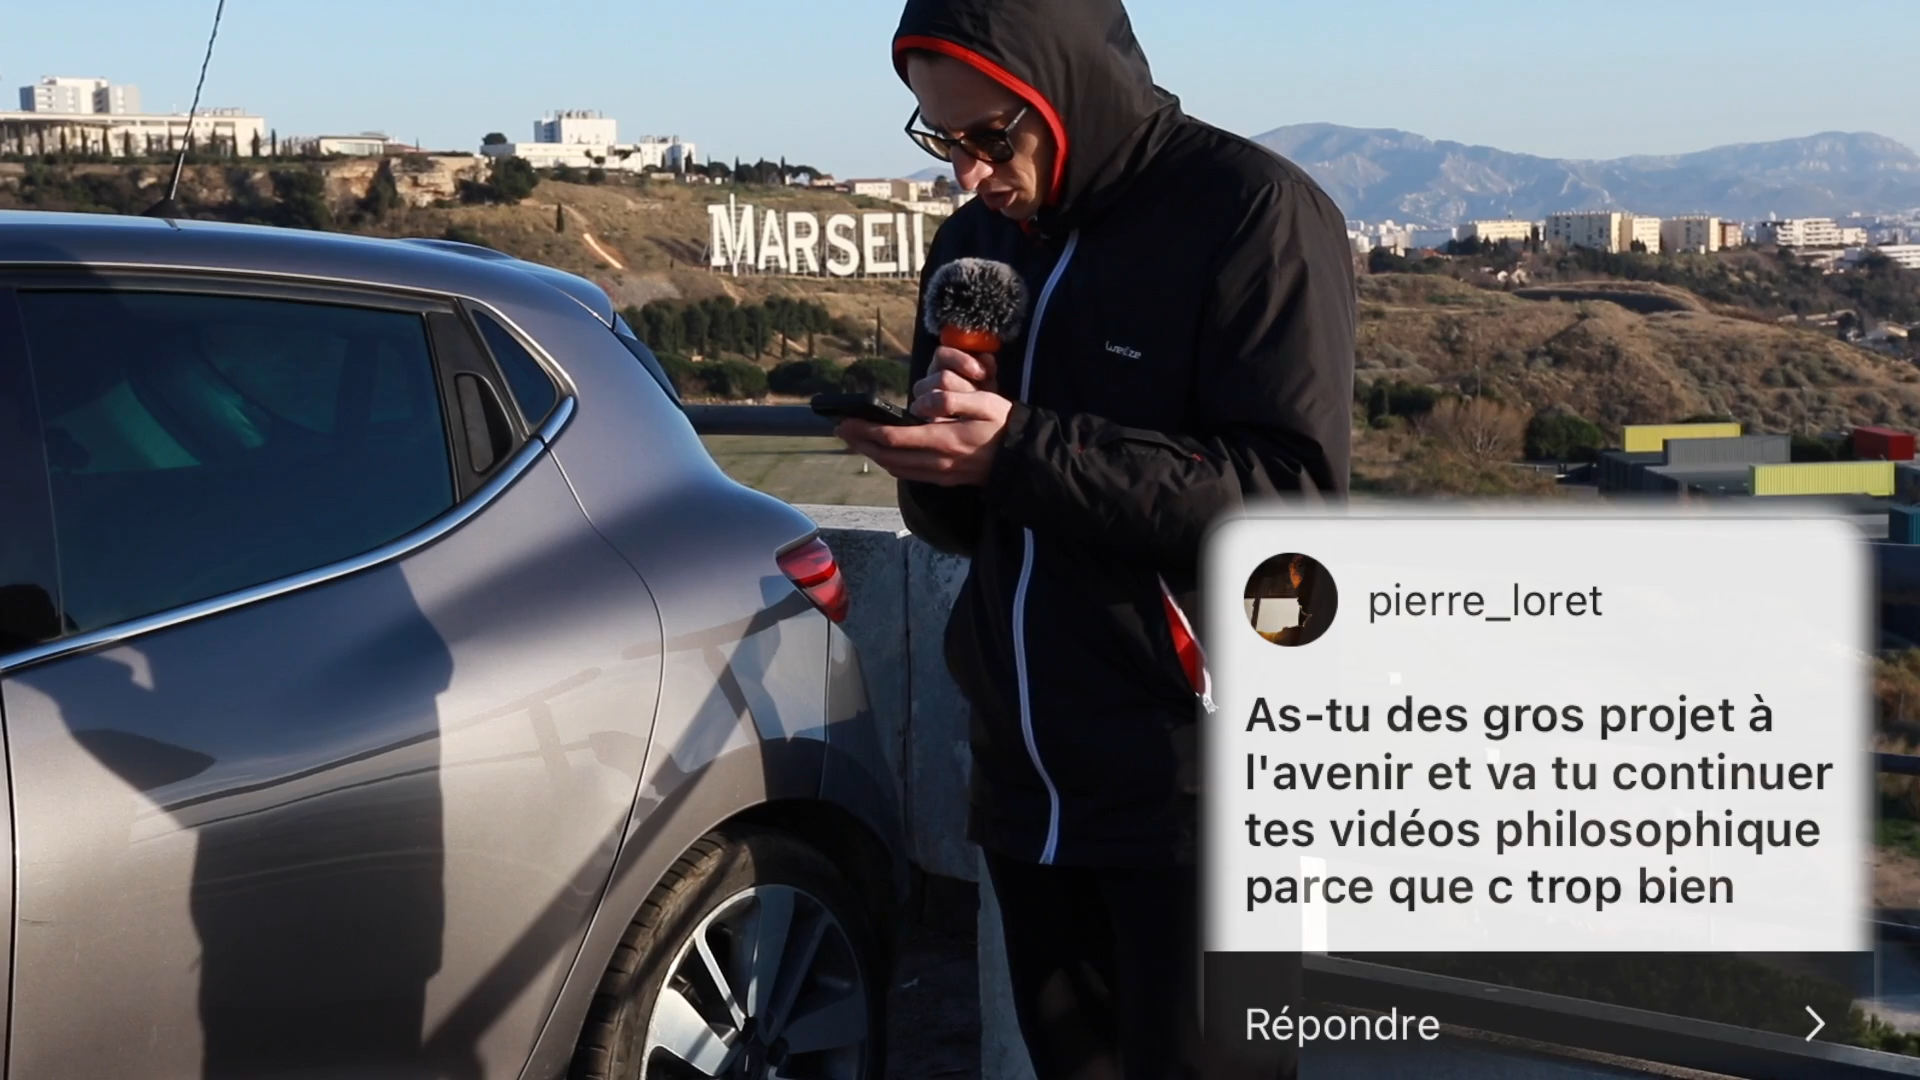 MARSEIL
Wedze
pierre_loret
As-tu des gros projet à
l'avenir et va tu continuer
tes vidéos philosophique
parce que c trop bien
Répondre